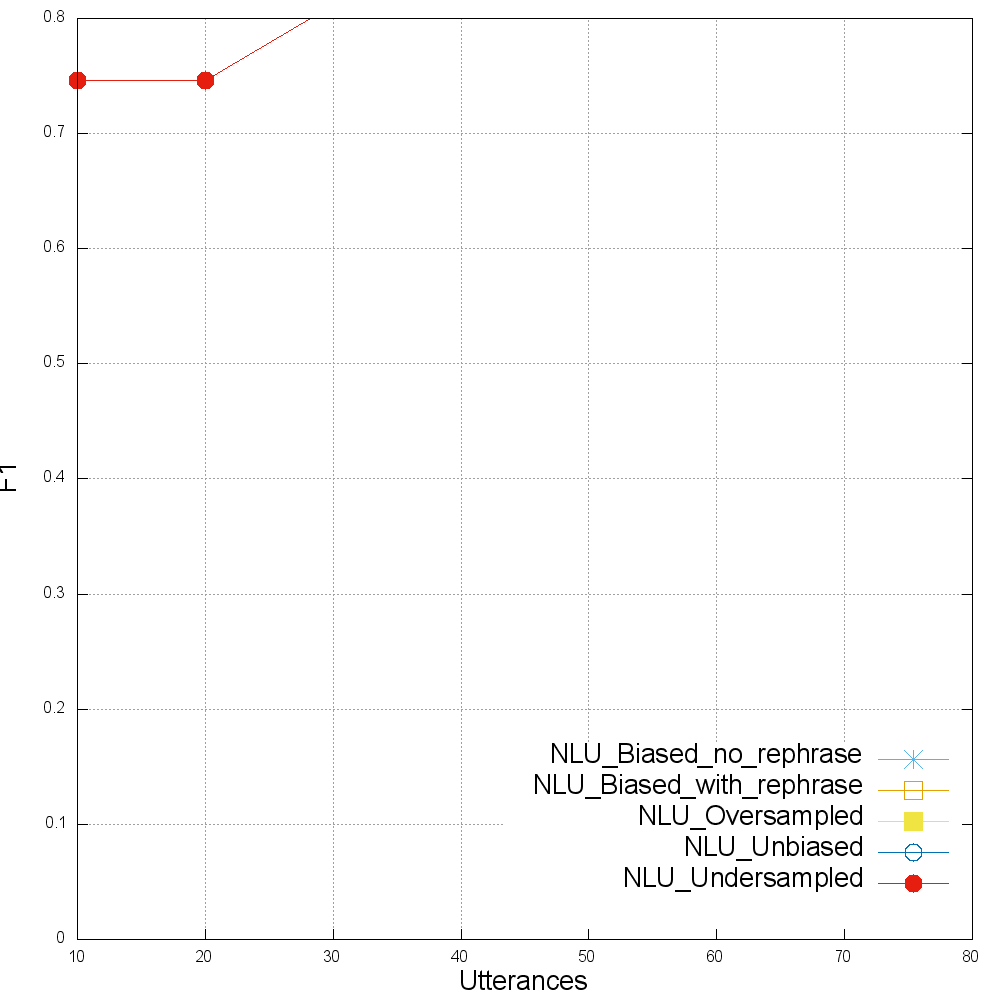 0.8
0.7
0.6
0.5
0.4
F1
0.3
0.2
0.1
0
NLU_Biased_no_rephrase
NLU_Biased_with_rephrase
NLU_Oversampled
NLU_Unbiased
NLU_Undersampled
10 20 30 40 50 60 70 80
Utterances